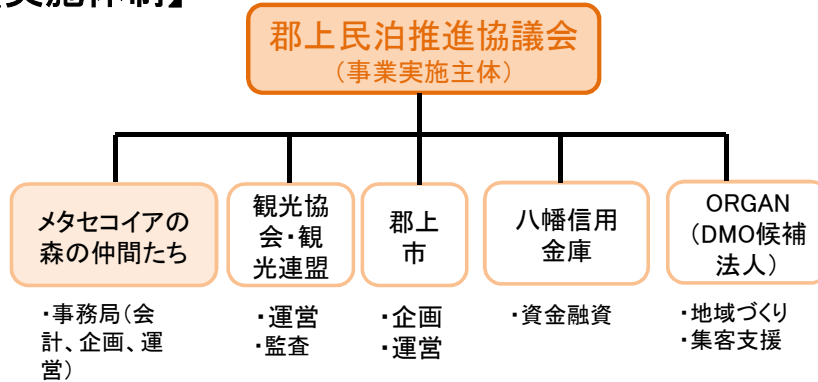 【実施体制】
郡上民泊推進協議会
(事業実施主体)
メタセコイアの
森の仲間たち
観光協
会・観
光連盟
郡上
市
八幡信用
金庫
ORGAN
(DMO候補
法人)
・事務局(会
計、企画、運
営)
・運営
・監査
・企画
・運営
・資金融資
・地域づくり
・集客支援